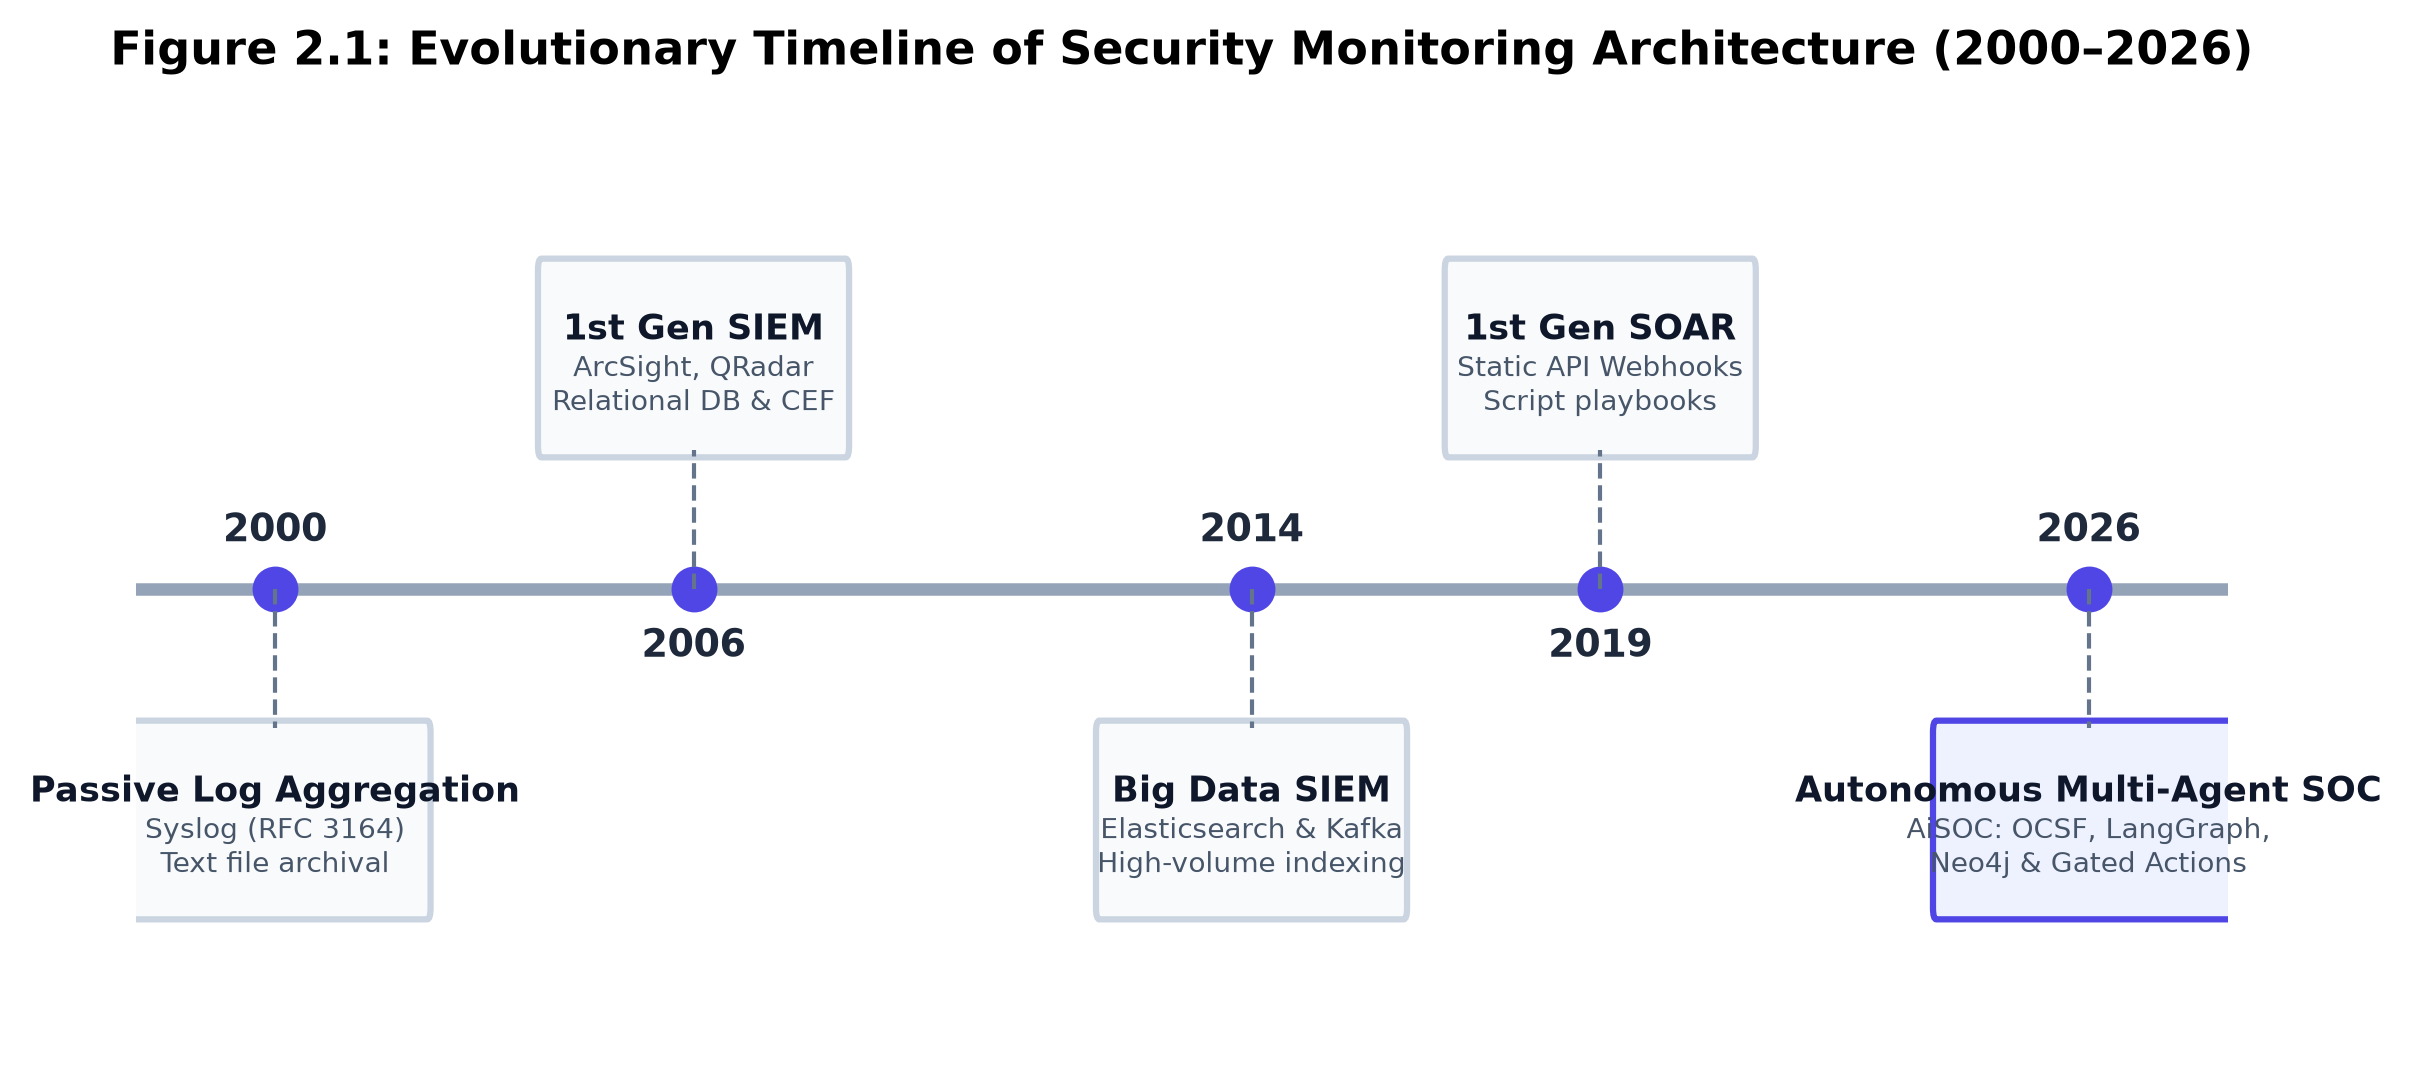 Figure 2.1: Evolutionary Timeline of Security Monitoring Architecture (2000–2026)
1st Gen SIEM
ArcSight, QRadar
Relational DB & CEF
1st Gen SOAR
Static API Webhooks
Script playbooks
2000
2006
2014
2019
2026
Passive Log Aggregation
Syslog (RFC 3164)
Text file archival
Big Data SIEM
Elasticsearch & Kafka
High-volume indexing
Autonomous Multi-Agent SOC
AiSOC: OCSF, LangGraph,
Neo4j & Gated Actions